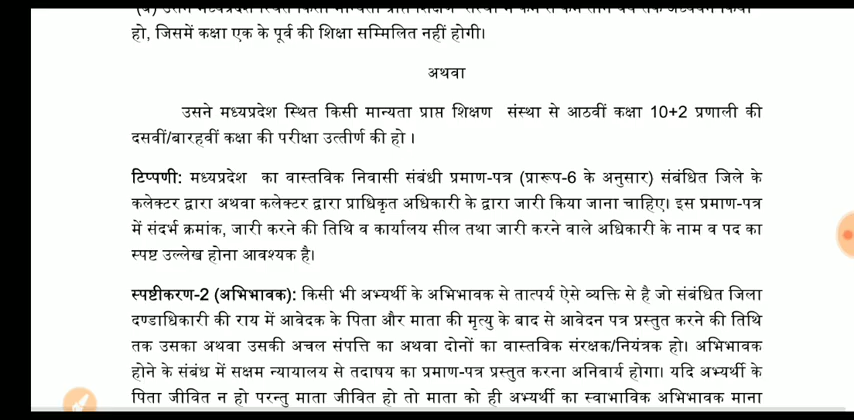 हो, जिसमें कक्षा एक के पूर्व की शिक्षा सम्मिलित नहीं होगी।
अथवा
उसने मध्यप्रदेश स्थित किसी मान्यता प्राप्त शिक्षण संस्था से आठवीं कक्षा 10+2 प्रणाली की
दसवीं/बारहवीं कक्षा की परीक्षा उत्तीर्ण की हो ।
टिप्पणी: मध्यप्रदेश का वास्तविक निवासी संबंधी प्रमाण-पत्र (प्रारूप-6 के अनुसार) संबंधित जिले के
कलेक्टर द्वारा अथवा कलेक्टर द्वारा प्राधिकृत अधिकारी के द्वारा जारी किया जाना चाहिए। इस प्रमाण-पत्र
में संदर्भ क्रमांक, जारी करने की तिथि व कार्यालय सील तथा जारी करने वाले अधिकारी के नाम व पद का
स्पष्ट उल्लेख होना आवश्यक है।
स्पष्टीकरण-2 (अभिभावक): किसी भी अभ्यर्थी के अभिभावक से तात्पर्य ऐसे व्यक्ति से है जो संबंधित जिला
दण्डाधिकारी की राय में आवेदक के पिता और माता की मृत्यु के बाद से आवेदन पत्र प्रस्तुत करने की तिथि
तक उसका अथवा उसकी अचल संपत्ति का अथवा दोनों का वास्तविक संरक्षक/नियंत्रक हो। अभिभावक
होने के संबंध में सक्षम न्यायालय से तदाषय का प्रमाण-पत्र प्रस्तुत करना अनिवार्य होगा। यदि अभ्यर्थी के
पिता जीवित न हो परन्तु माता जीवित हो तो माता को ही अभ्यर्थी का स्वाभाविक अभिभावक माना